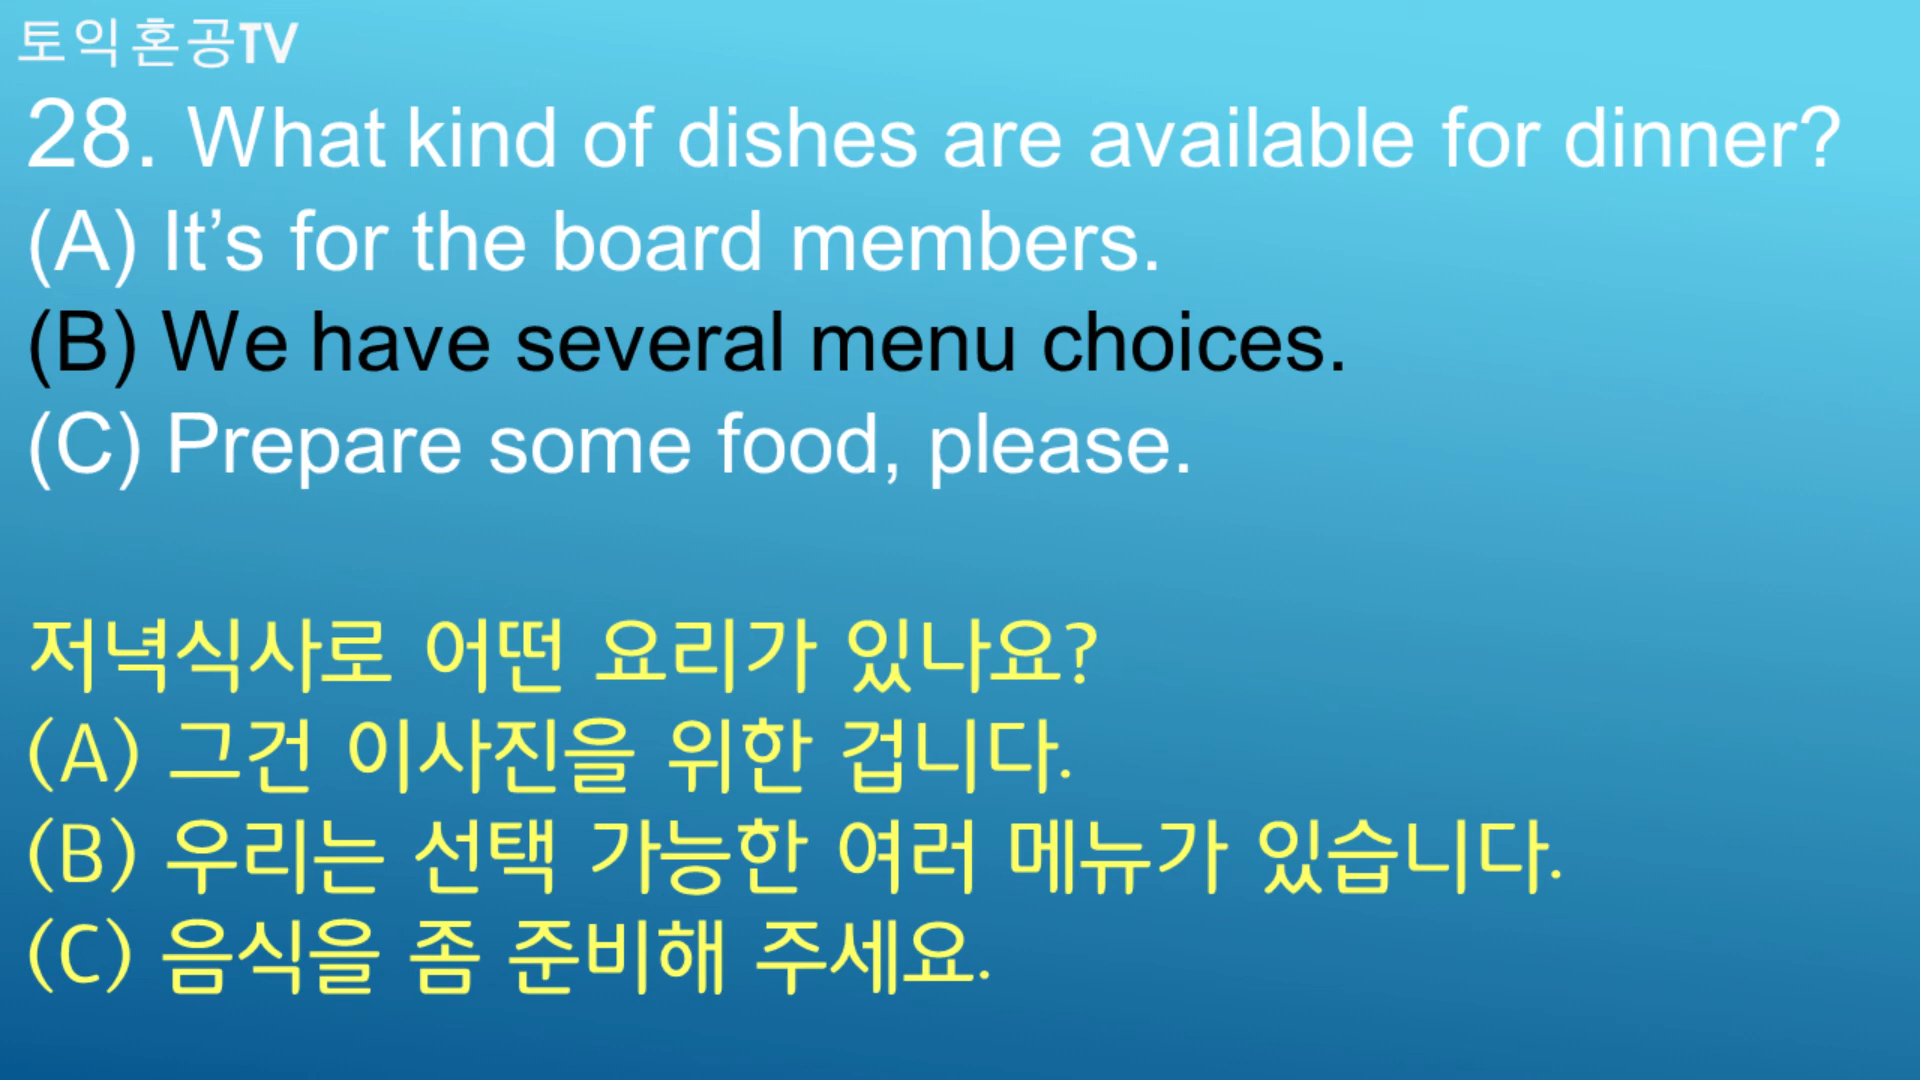 토익혼공TV
28. What kind of dishes are available for dinner?
(A) It’s for the board members.
(B) We have several menu choices.
(C) Prepare some food, please.
저녁식사로 어떤 요리가 있나요?
(A) 그건 이사진을 위한 겁니다.
(B) 우리는 선택 가능한 여러 메뉴가 있습니다.
(C) 음식을 좀 준비해 주세요.